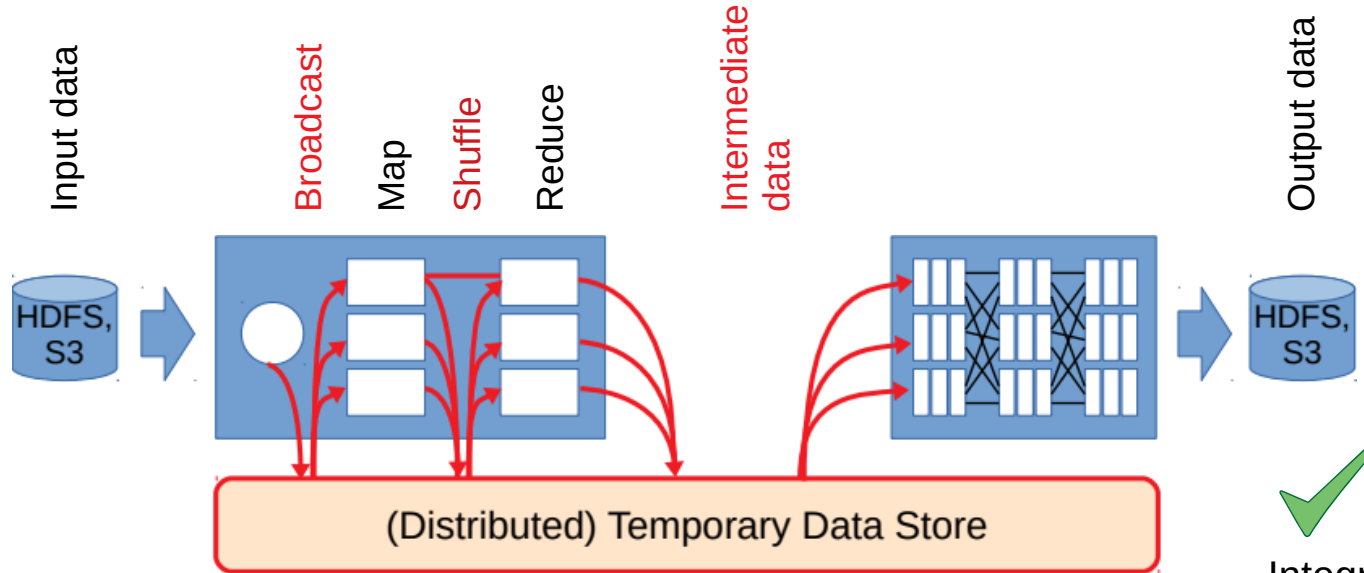 Input data
Broadcast
Map
Shuffle
Reduce
Intermediate
data
Output data
HDFS,
S3
HDFS,
S3
(Distributed) Temporary Data Store